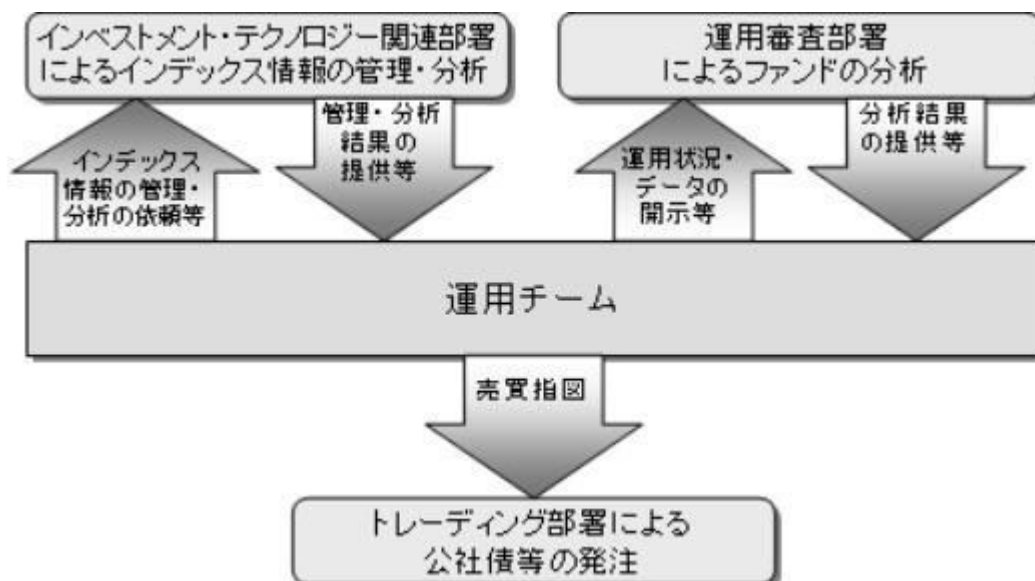 インベストメント・テクノロジー関連部署
によるインデックス情報の管理・分析
運用審査部署
によるファンドの分析
インデックス
情報の管理・
分析の依頼等
管理・分析
結果の
提供等
運用状況・
データの
開示等
分析結果
の提供等
運用チーム
売買指図
トレーディング部署による
公社債等の発注